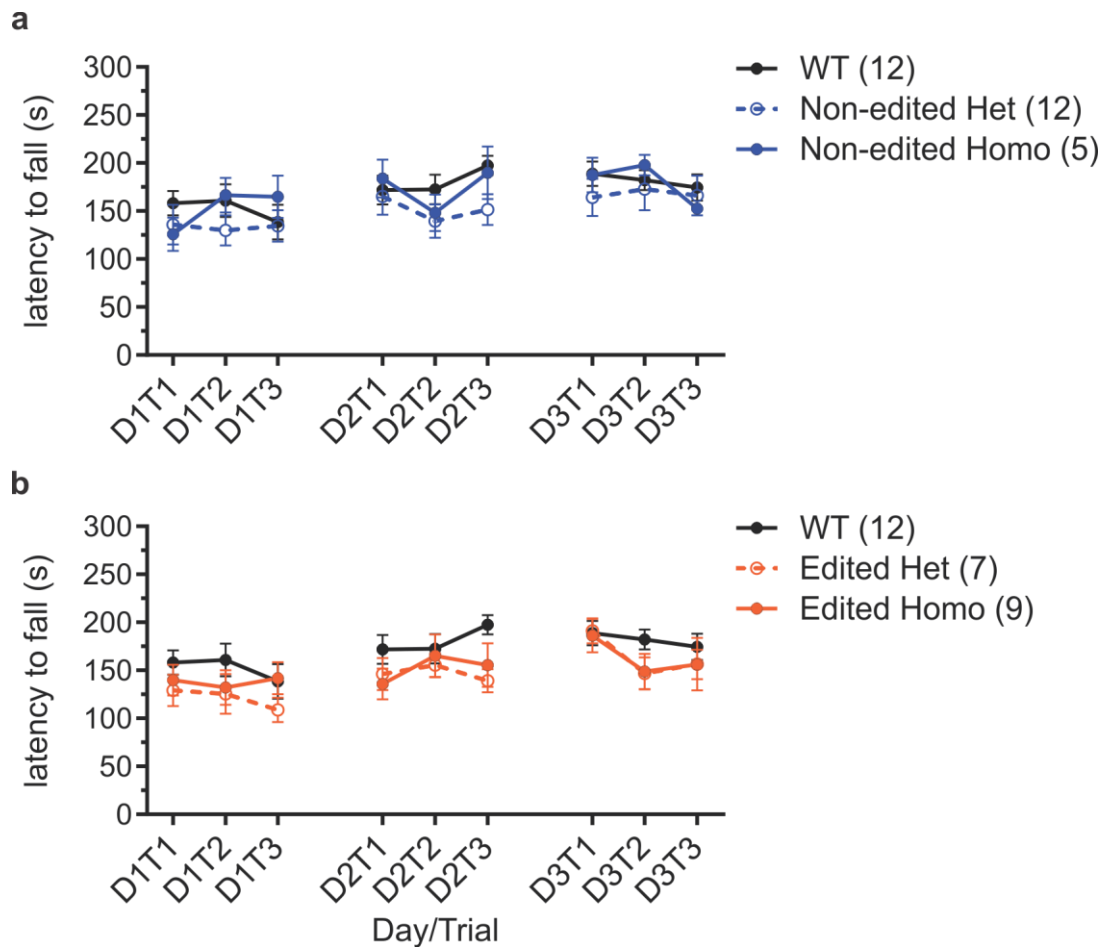 a
latency to fall (s)
300
250
200
150
100
50
0
D1T1
D1T2
D1T3
D2T1
D2T2
D2T3
D3T1
D3T2
D3T3
WT (12)
Non-edited Het (12)
Non-edited Homo (5)
b
latency to fall (s)
300
250
200
150
100
50
0
D1T1
D1T2
D1T3
D2T1
D2T2
D2T3
D3T1
D3T2
D3T3
Day/Trial
WT (12)
Edited Het (7)
Edited Homo (9)